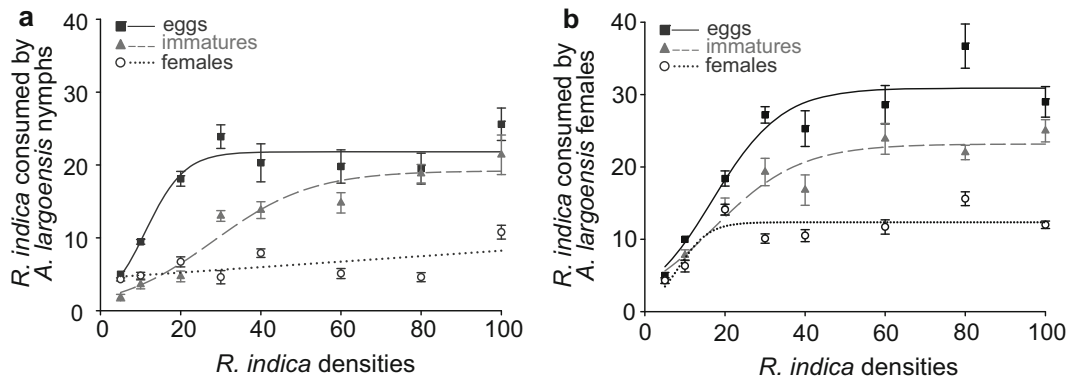 a
R. indica consumed by
A. largoensis nymphs
40
30
20
10
0
eggs
immatures
females
0 20 40 60 80 100
R. indica densities
b
R. indica consumed by
A. largoensis females
40
30
20
10
0
eggs
immatures
females
0 20 40 60 80 100
R. indica densities